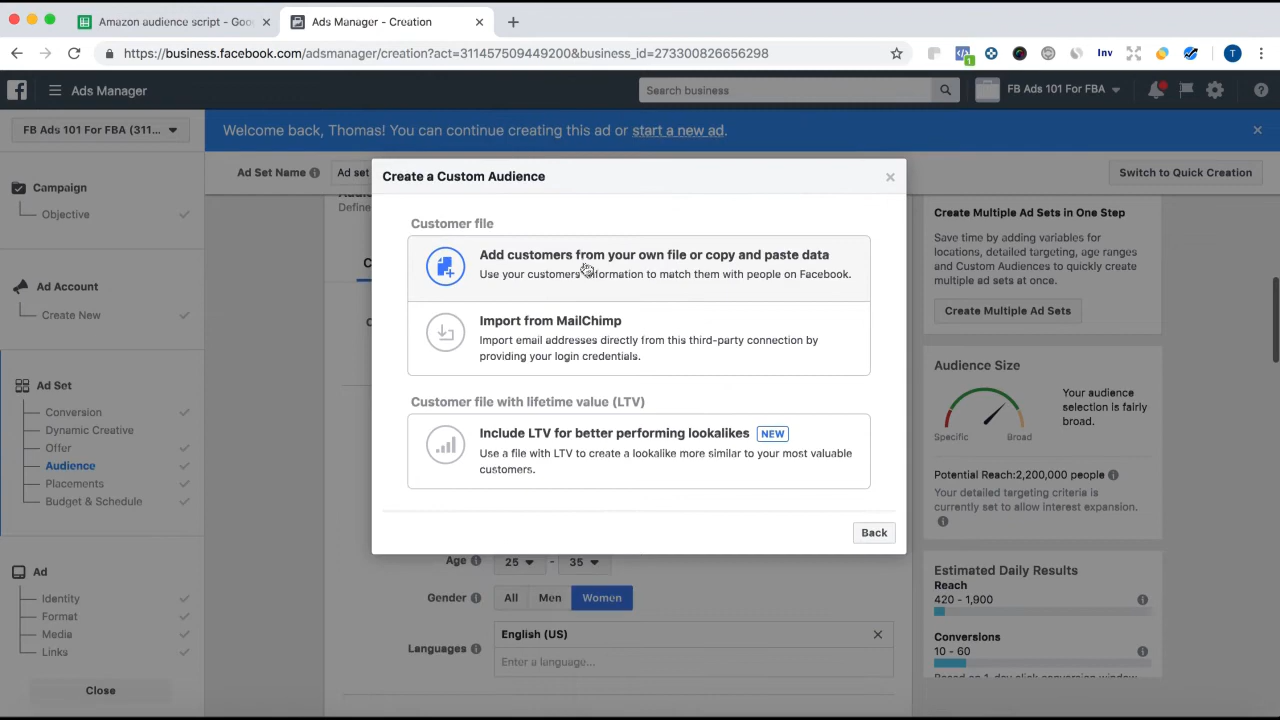 Amazon audience script - Goo
Ads Manager - Creation
https://business.facebook.com/adsmanager/creation?act=311457509449200&business_id=273300826656298
1
Inv
T
Ads Manager
Search business
FB Ads 101 For FBA
FB Ads 101 For FBA (311...
Welcome back, Thomas! You can continue creating this ad or start a new ad.
Ad Set Name
Ad set
Switch to Quick Creation
Campaign
Objective
Ad Account
Create New
Ad Set
Conversion
Dynamic Creative
Offer
Audience
Placements
Budget & Schedule
Ad
Identity
Format
Media
Links
Close
Create a Custom Audience
Customer file
Add customers from your own file or copy and paste data
Use your customers' information to match them with people on Facebook.
Import from MailChimp
Import email addresses directly from this third-party connection by
providing your login credentials.
Customer file with lifetime value (LTV)
Include LTV for better performing lookalikes NEW
Use a file with LTV to create a lookalike more similar to your most valuable
customers.
Back
Age
25
-
35
Gender
All
Men
Women
Languages
English (US)
Enter a language...
Create Multiple Ad Sets in One Step
Save time by adding variables for
locations, detailed targeting, age ranges
and Custom Audiences to quickly create
multiple ad sets at once.
Create Multiple Ad Sets
Audience Size
Your audience
selection is fairly
broad.
Specific
Broad
Potential Reach:2,200,000 people
Your detailed targeting criteria is
currently set to allow interest expansion.
Estimated Daily Results
Reach
420 - 1,900
Conversions
10 - 60